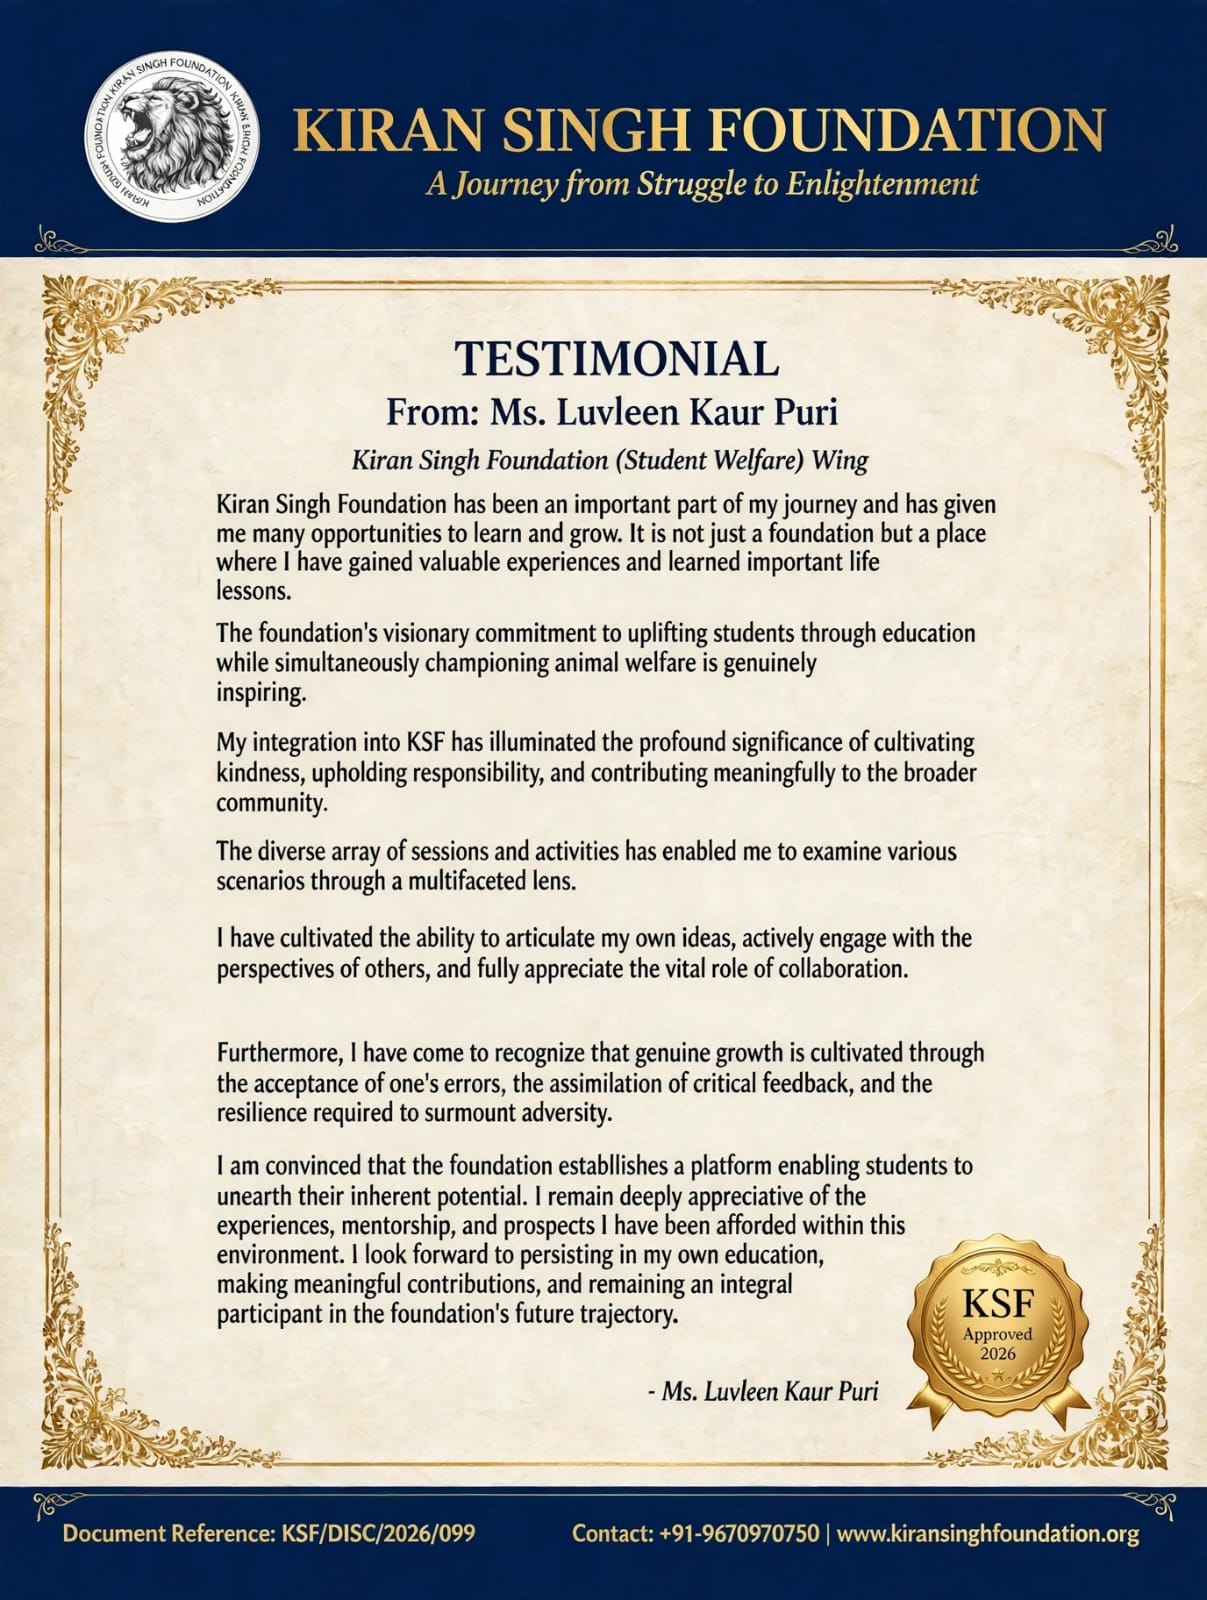 KIRAN SINGH FOUNDATION KIRAN SINGH FOUNDATION
KIRAN SINGH FOUNDATION
A Journey from Struggle to Enlightenment
TESTIMONIAL
From: Ms. Luvleen Kaur Puri
Kiran Singh Foundation (Student Welfare) Wing
Kiran Singh Foundation has been an important part of my journey and has given
me many opportunities to learn and grow. It is not just a foundation but a place
where I have gained valuable experiences and learned important life
lessons.
The foundation's visionary commitment to uplifting students through education
while simultaneously championing animal welfare is genuinely
inspiring.
My integration into KSF has illuminated the profound significance of cultivating
kindness, upholding responsibility, and contributing meaningfully to the broader
community.
The diverse array of sessions and activities has enabled me to examine various
scenarios through a multifaceted lens.
I have cultivated the ability to articulate my own ideas, actively engage with the
perspectives of others, and fully appreciate the vital role of collaboration.
Furthermore, I have come to recognize that genuine growth is cultivated through
the acceptance of one's errors, the assimilation of critical feedback, and the
resilience required to surmount adversity.
I am convinced that the foundation establlishes a platform enabling students to
unearth their inherent potential. I remain deeply appreciative of the
experiences, mentorship, and prospects I have been afforded within this
environment. I look forward to persisting in my own education,
making meaningful contributions, and remaining an integral
participant in the foundation's future trajectory.
KSF
Approved
2026
- Ms. Luvleen Kaur Puri
Document Reference: KSF/DISC/2026/099
Contact: +91-9670970750 | www.kiransinghfoundation.org